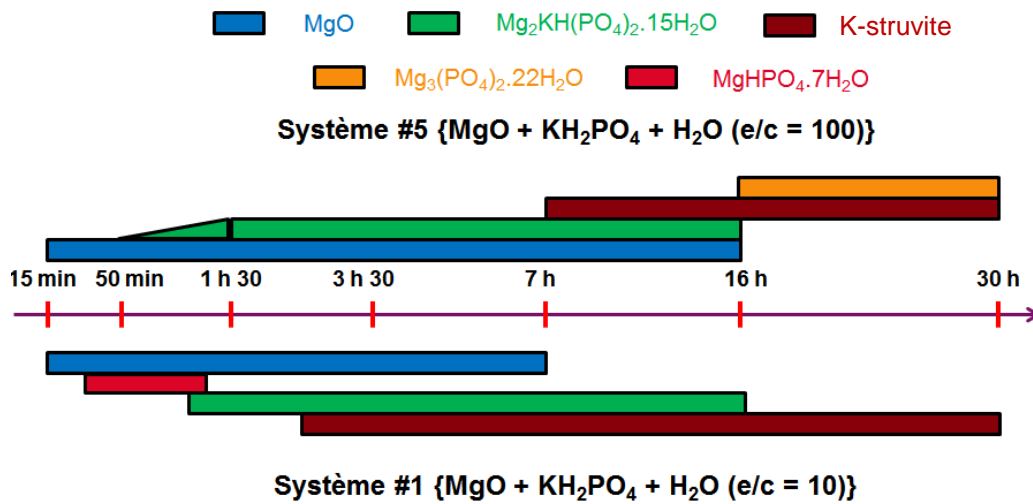 MgO Mg₂KH(PO₄)₂.15H₂O K-struvite
Mg₃(PO₄)₂.22H₂O MgHPO₄.7H₂O
Système #5 {MgO + KH₂PO₄ + H₂O (e/c = 100)}
15 min 50 min 1 h 30 3 h 30 7 h 16 h 30 h
Système #1 {MgO + KH₂PO₄ + H₂O (e/c = 10)}